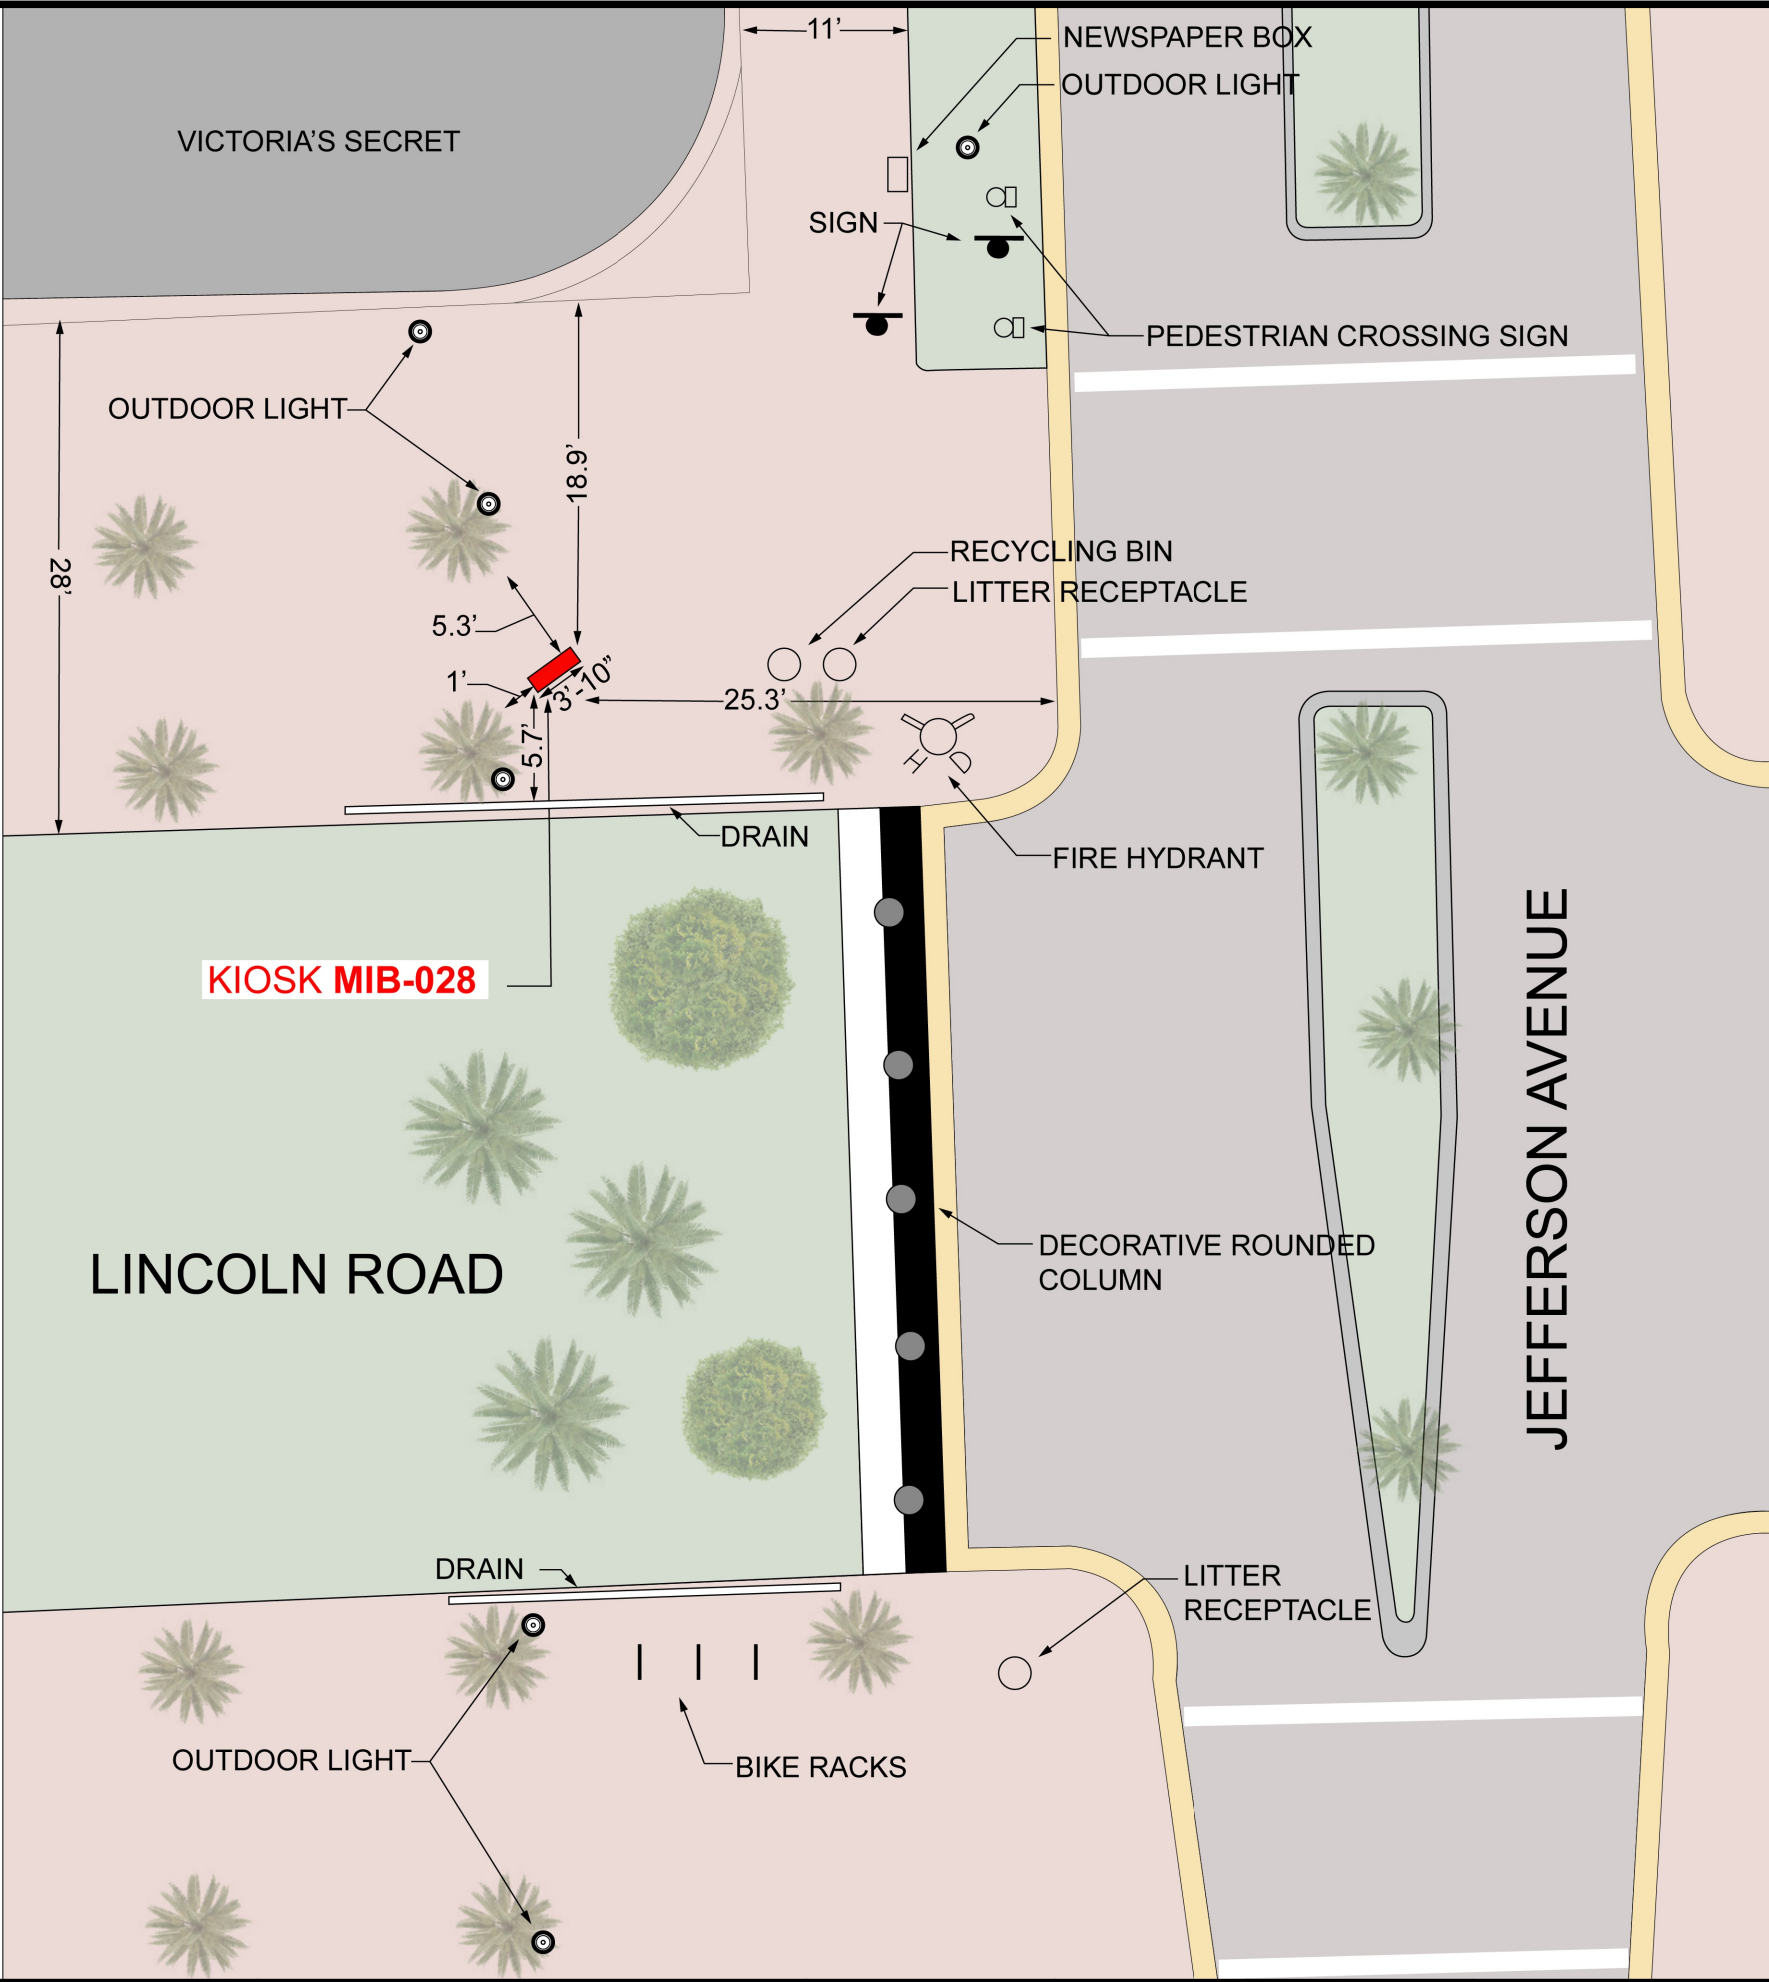 11’
NEWSPAPER BOX
OUTDOOR LIGHT
VICTORIA’S SECRET
SIGN
PEDESTRIAN CROSSING SIGN
OUTDOOR LIGHT
18.9’
28’
RECYCLING BIN
LITTER RECEPTACLE
5.3’
1’
3’-10”
25.3’
5.7’
H
D
DRAIN
FIRE HYDRANT
KIOSK MIB-028
JEFFERSON AVENUE
LINCOLN ROAD
DECORATIVE ROUNDED
COLUMN
DRAIN
LITTER
RECEPTACLE
OUTDOOR LIGHT
BIKE RACKS